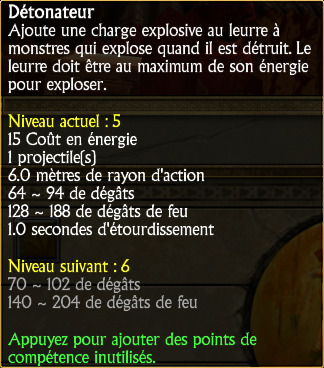 Détonateur
Ajoute une charge explosive au leurre à
monstres qui explose quand il est détruit. Le
leurre doit être au maximum de son énergie
pour exploser.
Niveau actuel : 5
15 Coût en énergie
1 projectile(s)
6.0 mètres de rayon d'action
64 ~ 94 de dégâts
128 ~ 188 de dégâts de feu
1.0 secondes d'étourdissement
Niveau suivant : 6
70 ~ 102 de dégâts
140 ~ 204 de dégâts de feu
Appuyez pour ajouter des points de
compétence inutilisés.